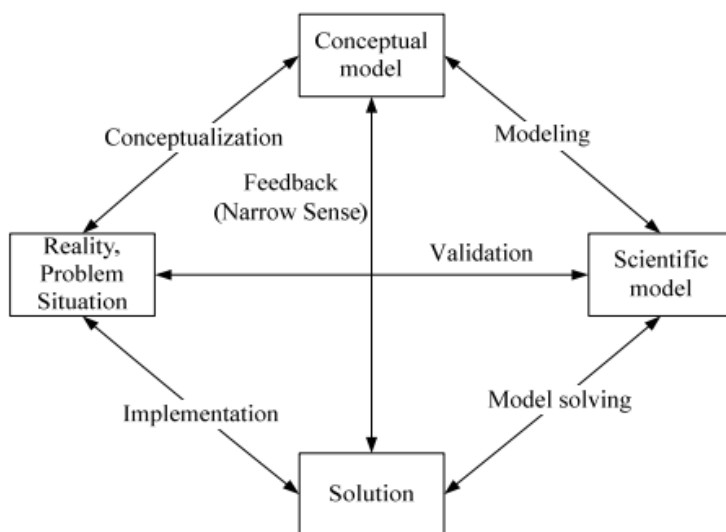 Conceptual
model
Conceptualization
Modeling
Feedback
(Narrow Sense)
Reality,
Problem
Situation
Validation
Scientific
model
Implementation
Model solving
Solution